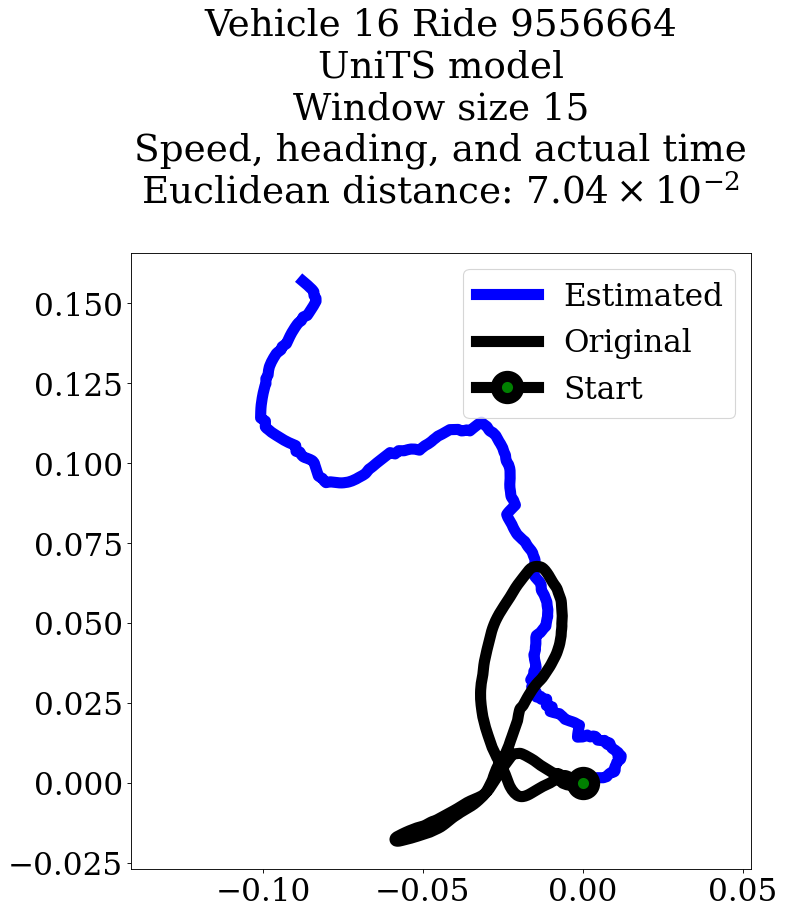 Vehicle 16 Ride 9556664
UniTS model
Window size 15
Speed, heading, and actual time
Euclidean distance: 7.04 × 10⁻²
Estimated
Original
Start
0.150
0.125
0.100
0.075
0.050
0.025
0.000
−0.025
−0.10
−0.05
0.00
0.05